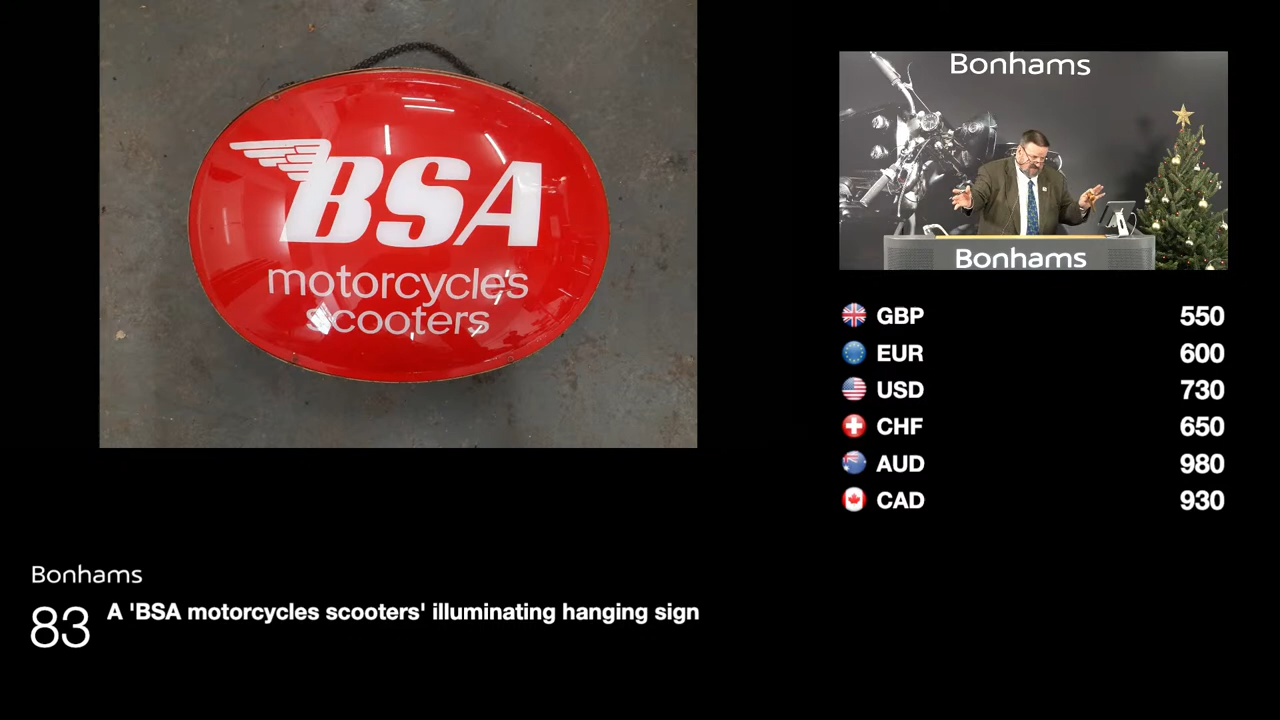 BSA
motorcycles
scooters
Bonhams
Bonhams
GBP 550
EUR 600
USD 730
CHF 650
AUD 980
CAD 930
Bonhams
83 A 'BSA motorcycles scooters' illuminating hanging sign